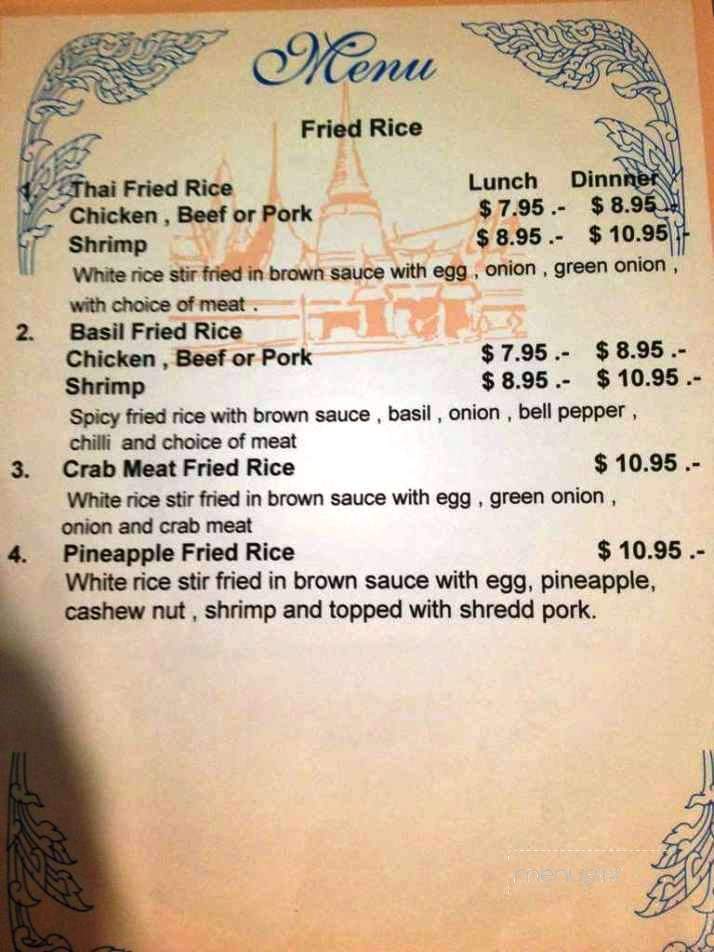 Menu
Fried Rice
Lunch Dinnner
1. Thai Fried Rice
Chicken , Beef or Pork $ 7.95 .- $ 8.95 .-
Shrimp $ 8.95 .- $ 10.95 .-
White rice stir fried in brown sauce with egg , onion , green onion ,
with choice of meat .
2. Basil Fried Rice
Chicken , Beef or Pork $ 7.95 .- $ 8.95 .-
Shrimp $ 8.95 .- $ 10.95 .-
Spicy fried rice with brown sauce , basil , onion , bell pepper ,
chilli and choice of meat
3. Crab Meat Fried Rice $ 10.95 .-
White rice stir fried in brown sauce with egg , green onion ,
onion and crab meat
4. Pineapple Fried Rice $ 10.95 .-
White rice stir fried in brown sauce with egg, pineapple,
cashew nut , shrimp and topped with shredd pork.